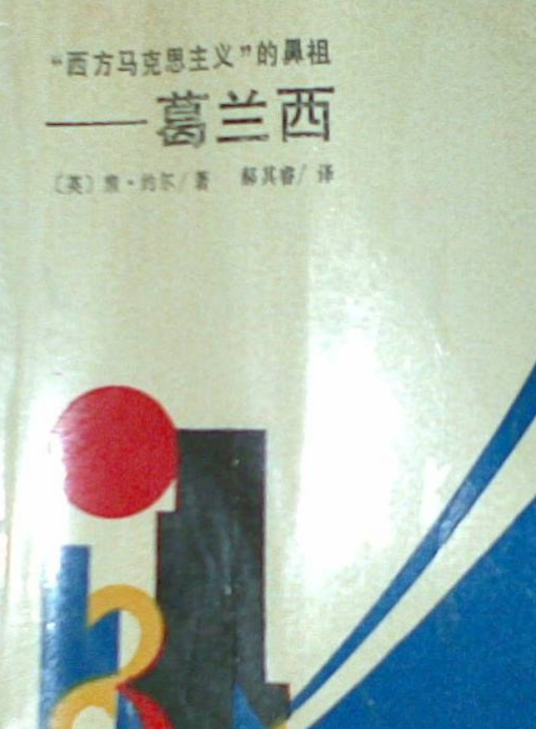 “西方马克思主义”的鼻祖
——葛兰西
〔英〕詹·约尔/著 郝其睿/译